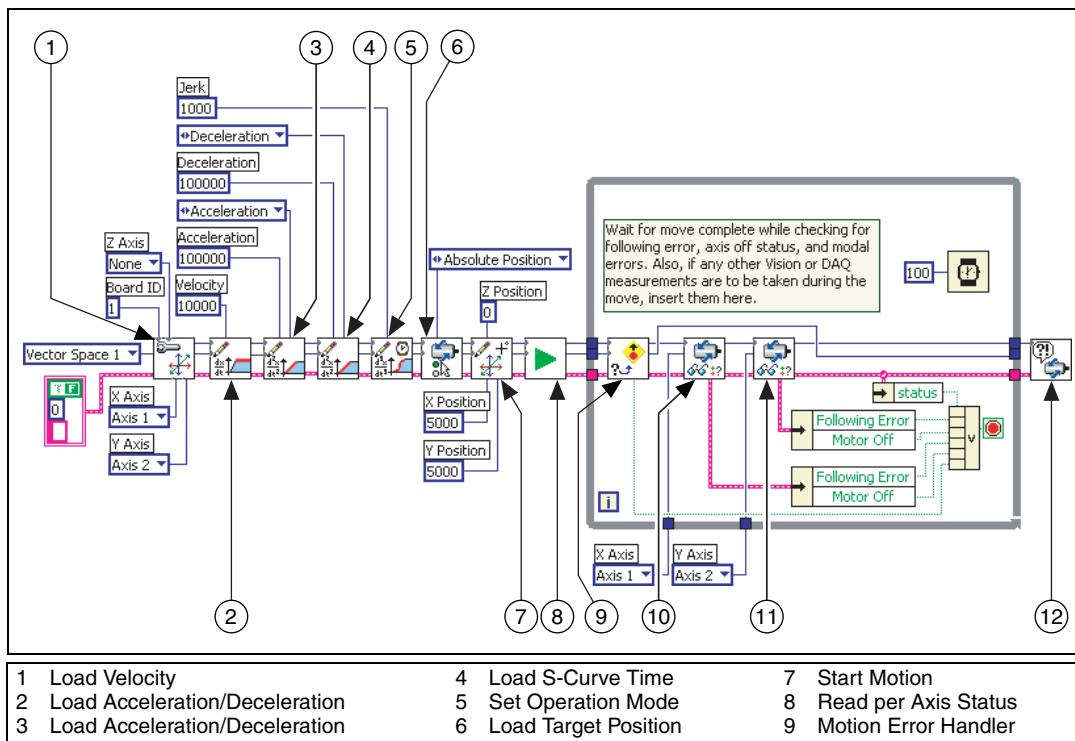 1
3
4
5
6
Jerk
1000
Deceleration
Deceleration
100000
Acceleration
Acceleration
100000
Velocity
10000
Z Axis
None
Board ID
1
Vector Space 1
T F
0
X Axis
Axis 1
Y Axis
Axis 2
Absolute Position
Z Position
0
X Position
5000
Y Position
5000
Wait for move complete while checking for
following error, axis off status, and modal
errors. Also, if any other Vision or DAQ
measurements are to be taken during the
move, insert them here.
100
status
Following Error
Motor Off
Following Error
Motor Off
i
X Axis
Axis 1
Y Axis
Axis 2
2
7
8
9
10
11
12
1 Load Velocity
2 Load Acceleration/Deceleration
3 Load Acceleration/Deceleration
4 Load S-Curve Time
5 Set Operation Mode
6 Load Target Position
7 Start Motion
8 Read per Axis Status
9 Motion Error Handler